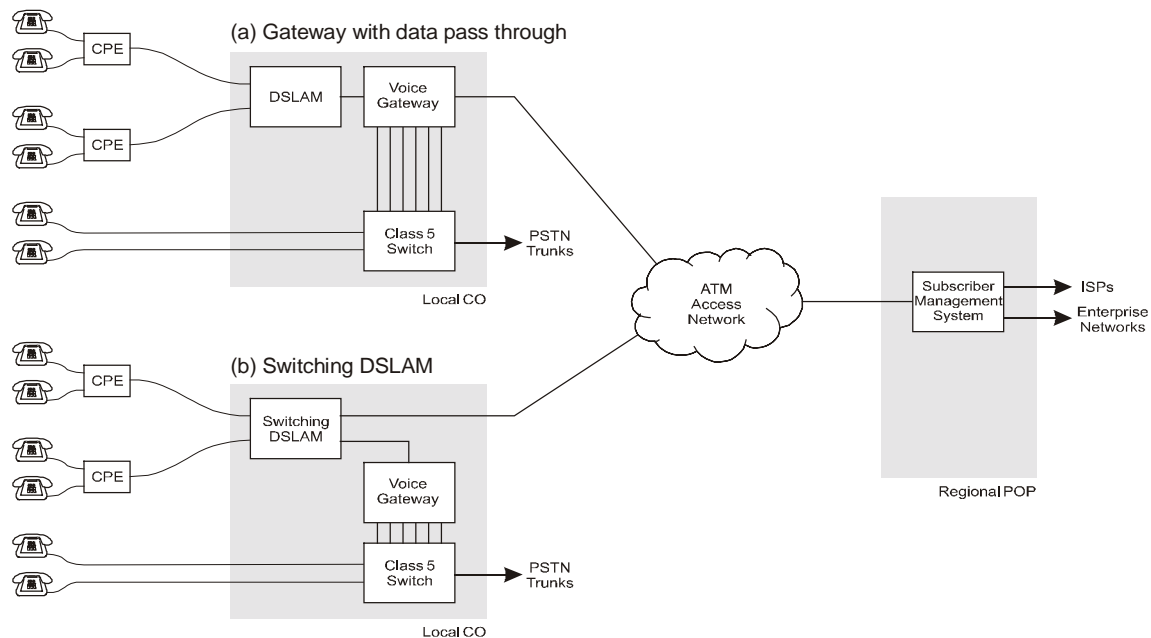 (a) Gateway with data pass through
CPE
DSLAM
Voice
Gateway
CPE
Class 5
Switch
PSTN
Trunks
Local CO
ATM
Access
Network
Subscriber
Management
System
ISPs
Enterprise
Networks
Regional POP
(b) Switching DSLAM
CPE
Switching
DSLAM
CPE
Voice
Gateway
Class 5
Switch
PSTN
Trunks
Local CO